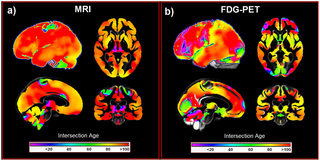 a) MRI
b) FDG-PET
Intersection Age
<20 40 60 80 >100
Intersection Age
<20 40 60 80 >100